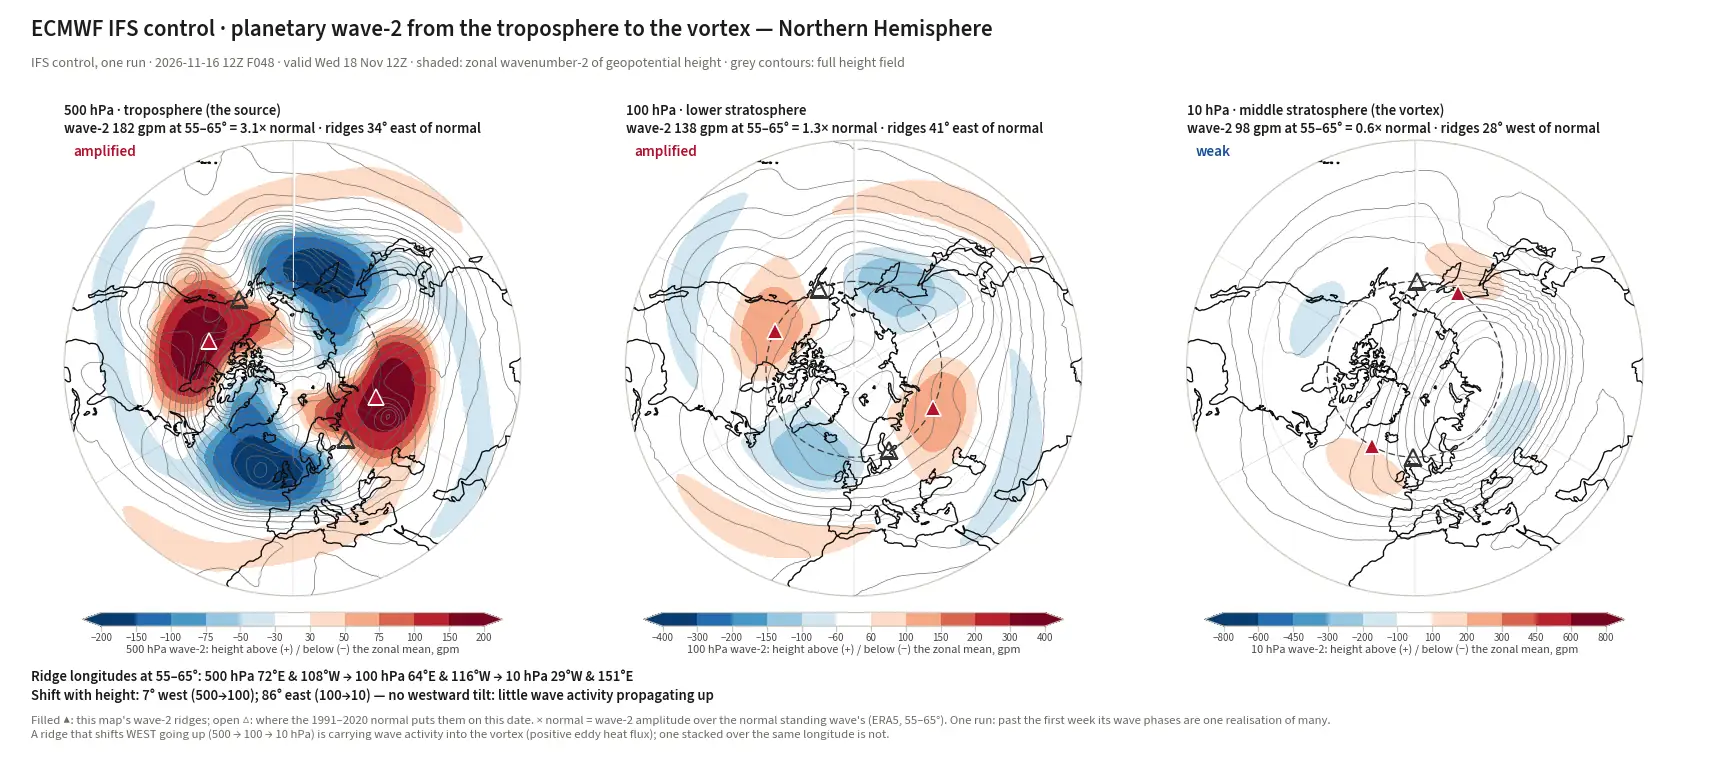 ECMWF IFS control · planetary wave-2 from the troposphere to the vortex — Northern Hemisphere
IFS control, one run · 2026-11-16 12Z F048 · valid Wed 18 Nov 12Z · shaded: zonal wavenumber-2 of geopotential height · grey contours: full height field
500 hPa · troposphere (the source)
wave-2 182 gpm at 55–65° = 3.1× normal · ridges 34° east of normal
amplified
100 hPa · lower stratosphere
wave-2 138 gpm at 55–65° = 1.3× normal · ridges 41° east of normal
amplified
10 hPa · middle stratosphere (the vortex)
wave-2 98 gpm at 55–65° = 0.6× normal · ridges 28° west of normal
weak
−200 −150 −100 −75 −50 −30 30 50 75 100 150 200
500 hPa wave-2: height above (+) / below (−) the zonal mean, gpm
−400 −300 −200 −150 −100 −60 60 100 150 200 300 400
100 hPa wave-2: height above (+) / below (−) the zonal mean, gpm
−800 −600 −450 −300 −200 −100 100 200 300 450 600 800
10 hPa wave-2: height above (+) / below (−) the zonal mean, gpm
Ridge longitudes at 55–65°: 500 hPa 72°E & 108°W → 100 hPa 64°E & 116°W → 10 hPa 29°W & 151°E
Shift with height: 7° west (500→100); 86° east (100→10) — no westward tilt: little wave activity propagating up
Filled ▲: this map's wave-2 ridges; open △: where the 1991–2020 normal puts them on this date. × normal = wave-2 amplitude over the normal standing wave's (ERA5, 55–65°). One run: past the first week its wave phases are one realisation of many.
A ridge that shifts WEST going up (500 → 100 → 10 hPa) is carrying wave activity into the vortex (positive eddy heat flux); one stacked over the same longitude is not.